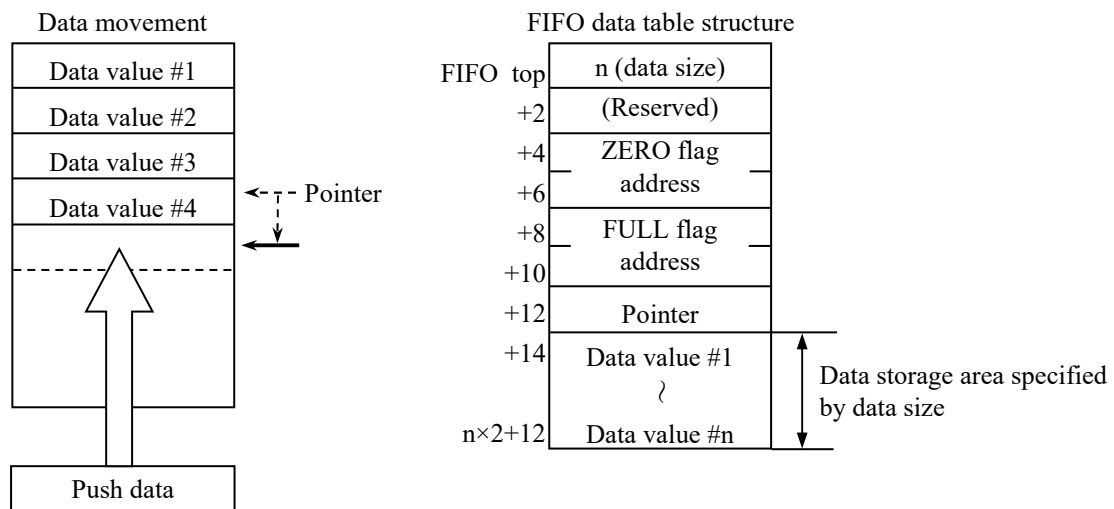 Data movement
Data value #1
Data value #2
Data value #3
Data value #4
Pointer
Push data
FIFO data table structure
FIFO top
n (data size)
+2
(Reserved)
+4
ZERO flag
+6
address
+8
FULL flag
+10
address
+12
Pointer
+14
Data value #1
~
n×2+12
Data value #n
Data storage area specified
by data size